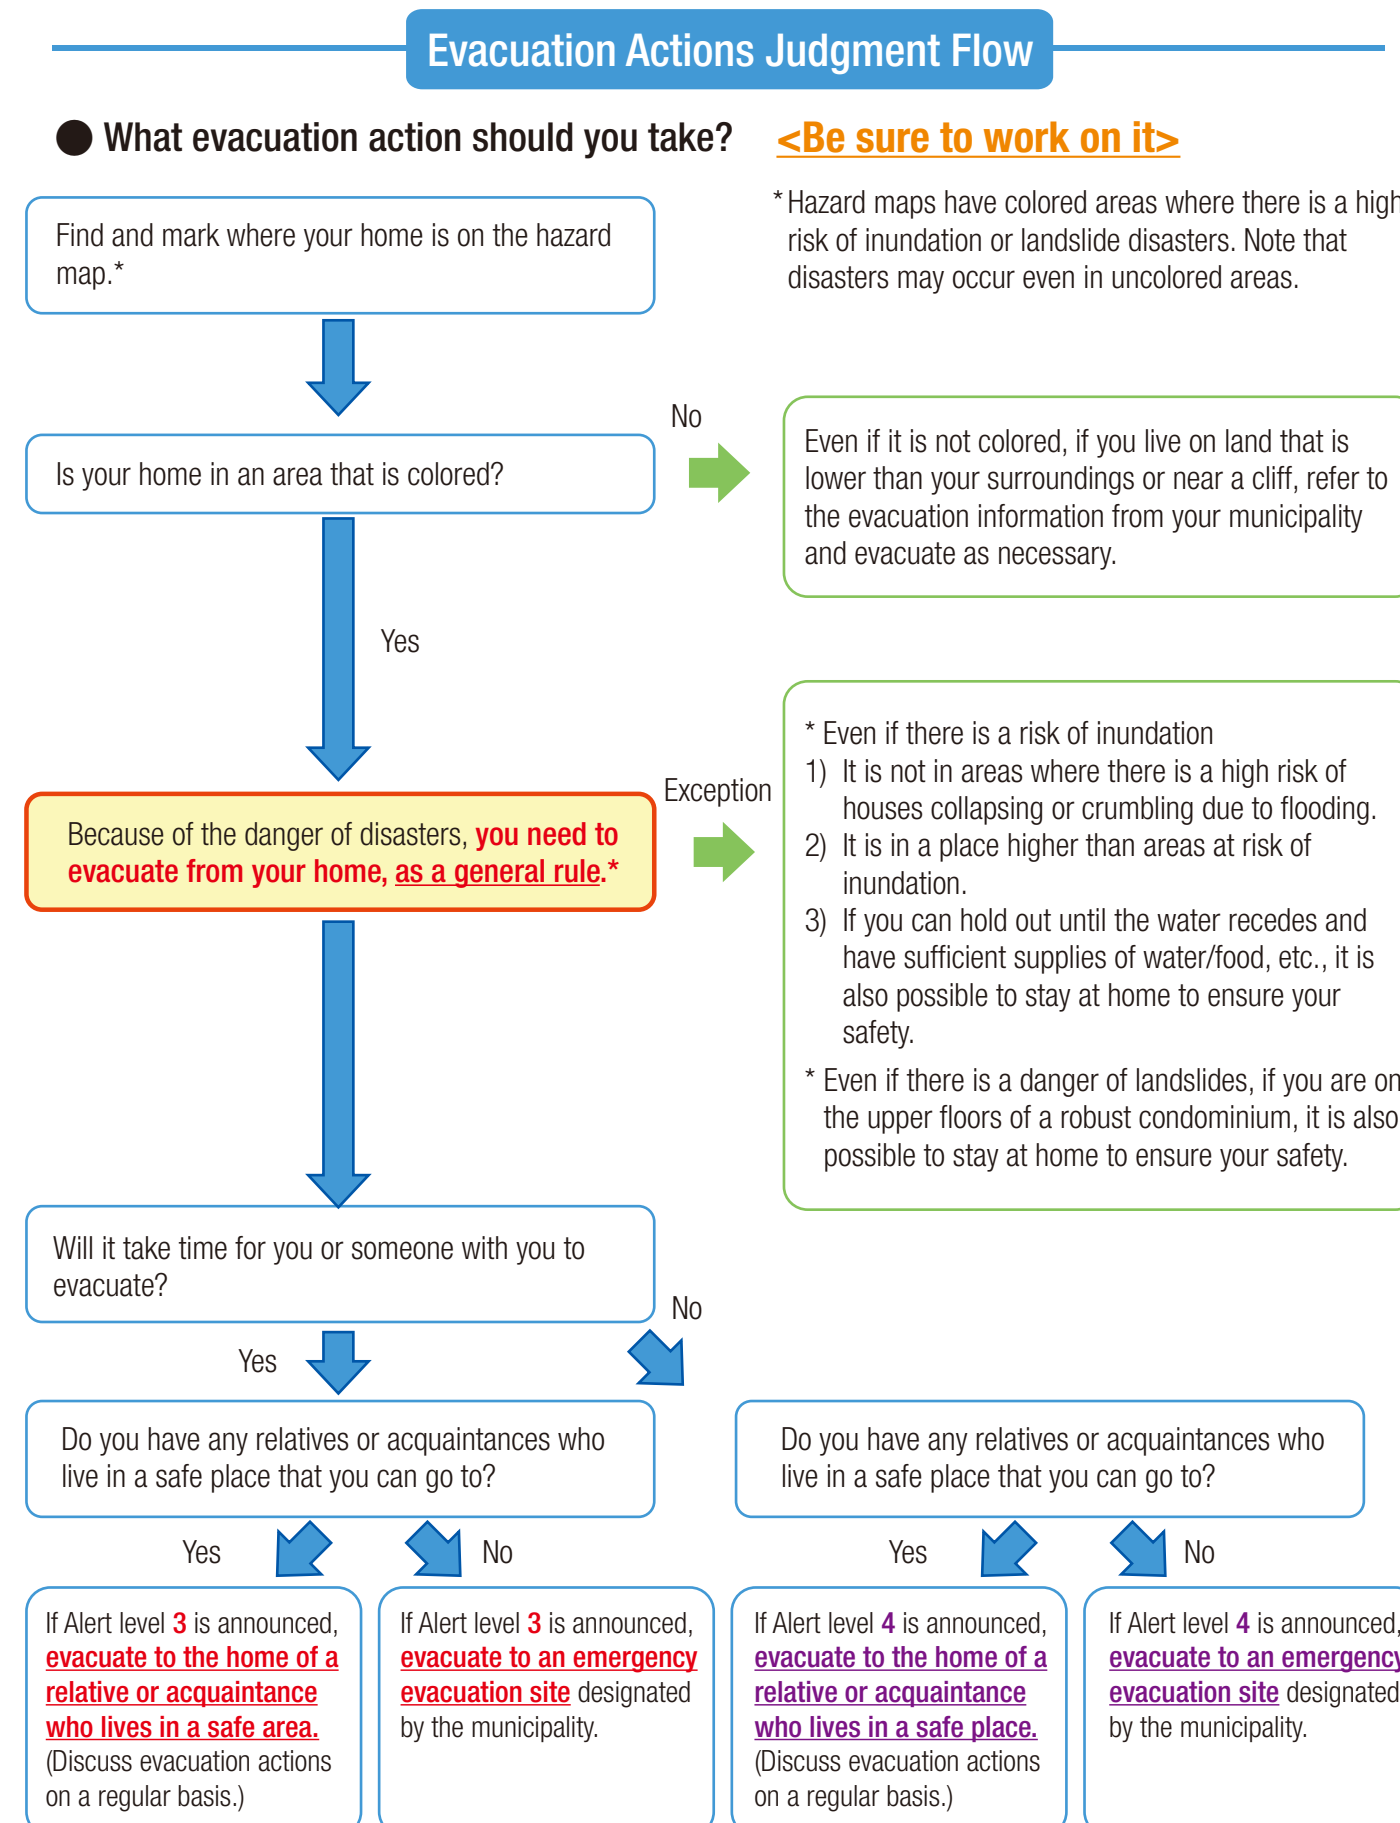 Evacuation Actions Judgment Flow
● What evacuation action should you take? <Be sure to work on it>
Find and mark where your home is on the hazard
map.*
* Hazard maps have colored areas where there is a high
risk of inundation or landslide disasters. Note that
disasters may occur even in uncolored areas.
Is your home in an area that is colored?
No
Even if it is not colored, if you live on land that is
lower than your surroundings or near a cliff, refer to
the evacuation information from your municipality
and evacuate as necessary.
Yes
Because of the danger of disasters, you need to
evacuate from your home, as a general rule.*
Exception
* Even if there is a risk of inundation
1) It is not in areas where there is a high risk of
houses collapsing or crumbling due to flooding.
2) It is in a place higher than areas at risk of
inundation.
3) If you can hold out until the water recedes and
have sufficient supplies of water/food, etc., it is
also possible to stay at home to ensure your
safety.
* Even if there is a danger of landslides, if you are on
the upper floors of a robust condominium, it is also
possible to stay at home to ensure your safety.
Will it take time for you or someone with you to
evacuate?
Yes
No
Do you have any relatives or acquaintances who
live in a safe place that you can go to?
Do you have any relatives or acquaintances who
live in a safe place that you can go to?
Yes
No
Yes
No
If Alert level 3 is announced,
evacuate to the home of a
relative or acquaintance
who lives in a safe area.
(Discuss evacuation actions
on a regular basis.)
If Alert level 3 is announced,
evacuate to an emergency
evacuation site designated
by the municipality.
If Alert level 4 is announced,
evacuate to the home of a
relative or acquaintance
who lives in a safe place.
(Discuss evacuation actions
on a regular basis.)
If Alert level 4 is announced,
evacuate to an emergency
evacuation site designated
by the municipality.